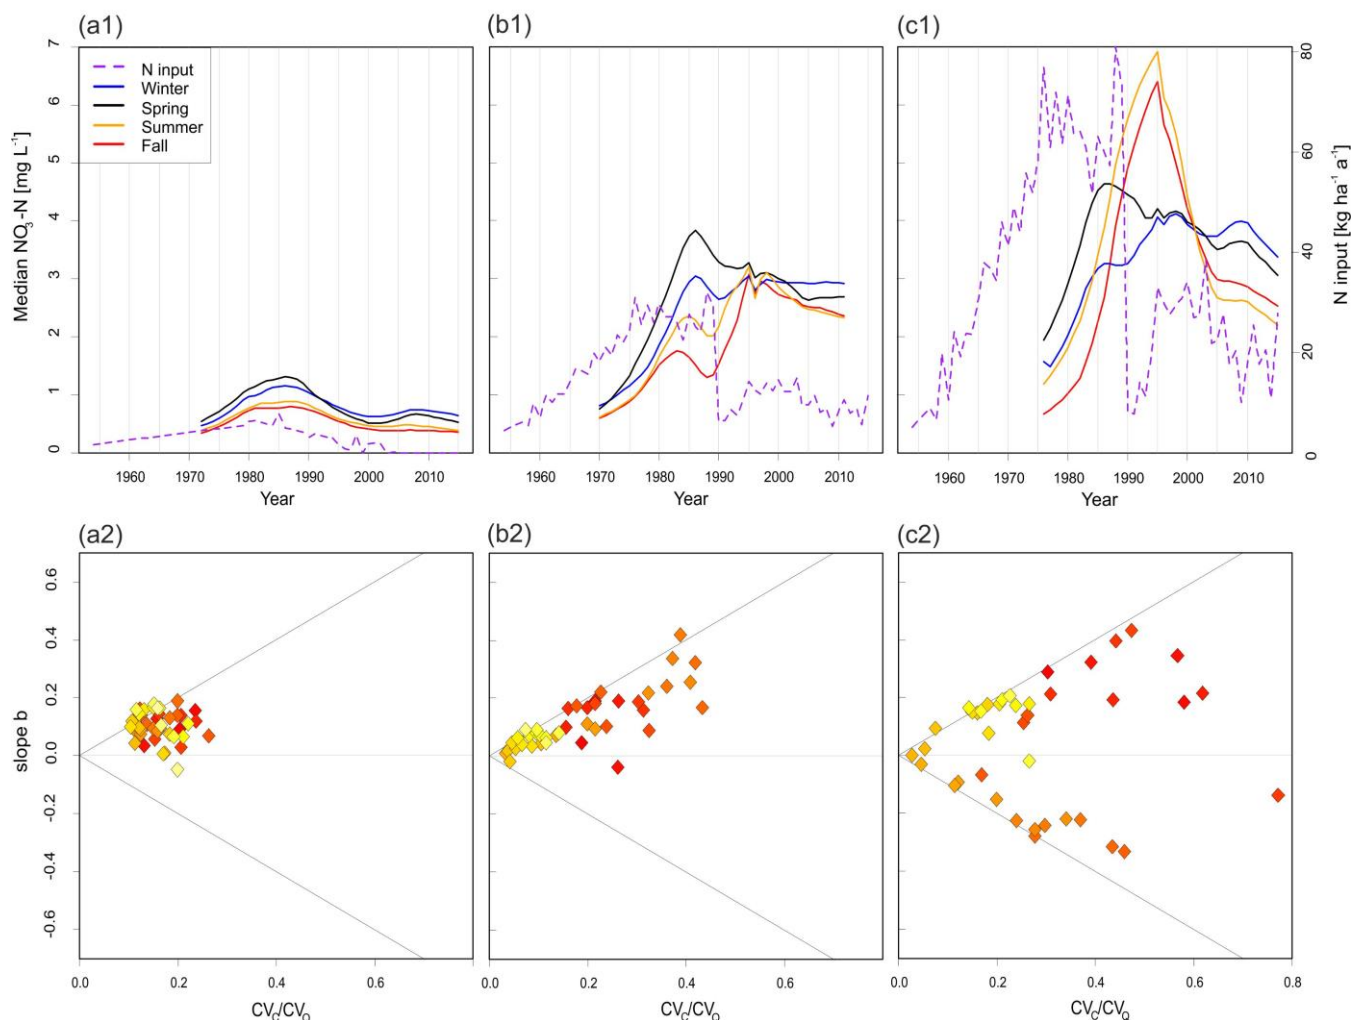 (a1)
(b1)
(c1)
7
6
5
4
3
2
1
0
Median NO3-N [mg L-1]
N input
Winter
Spring
Summer
Fall
80
60
40
20
0
N input [kg ha-1 a-1]
1960 1970 1980 1990 2000 2010
Year
1960 1970 1980 1990 2000 2010
Year
1960 1970 1980 1990 2000 2010
Year
(a2)
(b2)
(c2)
0.6
0.4
0.2
0.0
-0.2
-0.4
-0.6
slope b
0.0 0.2 0.4 0.6
CVC/CVQ
0.0 0.2 0.4 0.6
CVC/CVQ
0.0 0.2 0.4 0.6 0.8
CVC/CVQ